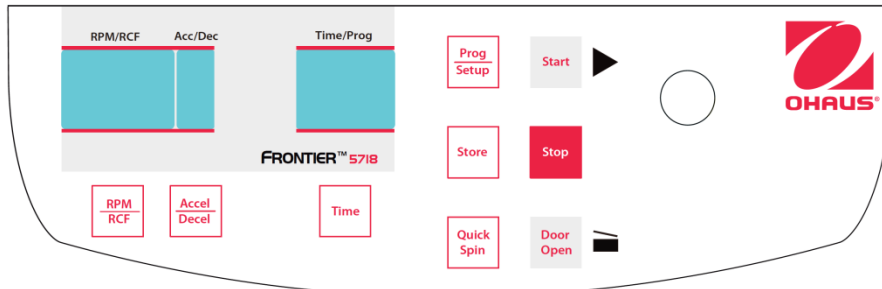 RPM/RCF Acc/Dec Time/Prog
FRONTIER™ 5718
RPM
RCF
Accel
Decel
Time
Prog
Setup
Start
Store
Stop
Quick
Spin
Door
Open
OHAUS®